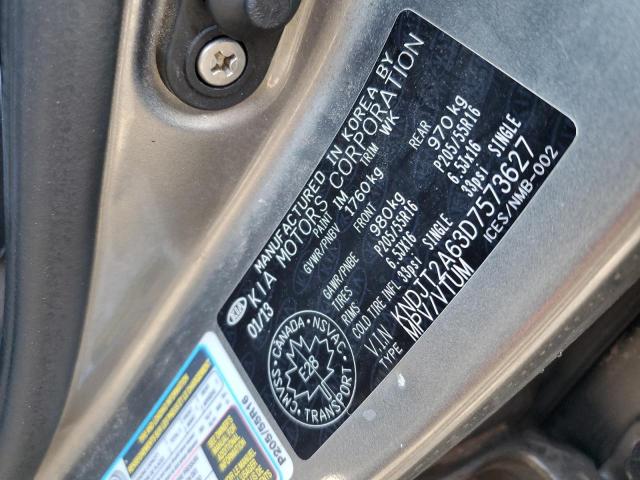 KIA
MANUFACTURED IN KOREA BY
KIA MOTORS CORPORATION
01/13 PAINT 1M TRIM WK
GVWR/PNBV 1760kg
FRONT REAR
GAWR/PNBE 980kg 970kg
TIRES P205/55R16 P205/55R16
RIMS 6.5Jx16 6.5Jx16
COLD TIRE INFL 33psi SINGLE 33psi SINGLE
V.I.N KNDJT2A63D7573627
TYPE MPV/VTUM ICES/NMB-002
CANADA
CMVSS NSVAC
E28
TRANSPORT
P205/55R16